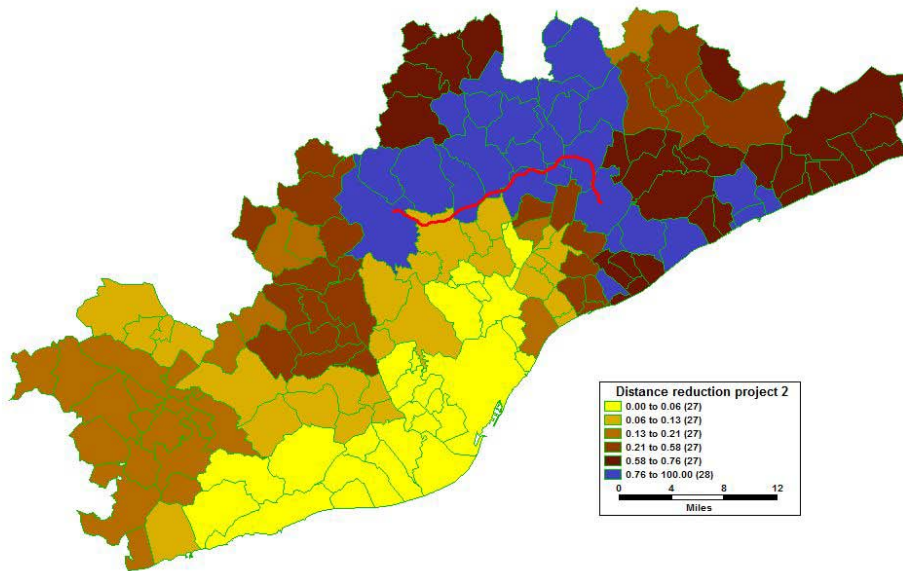 Distance reduction project 2
0.00 to 0.06 (27)
0.06 to 0.13 (27)
0.13 to 0.21 (27)
0.21 to 0.58 (27)
0.58 to 0.76 (27)
0.76 to 100.00 (28)
0 4 8 12
Miles